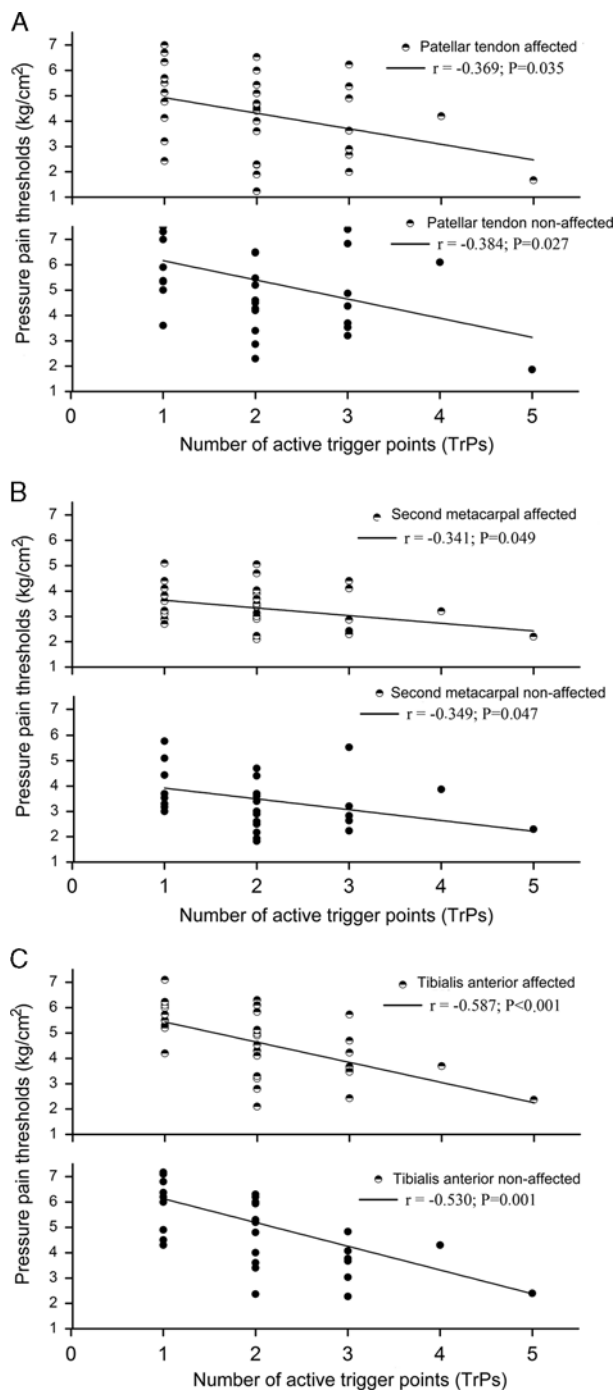 A
Pressure pain thresholds (kg/cm²)
7
6
5
4
3
2
1
Patellar tendon affected
r = -0.369; P=0.035
7
6
5
4
3
2
1
Patellar tendon non-affected
r = -0.384; P=0.027
0 1 2 3 4 5
Number of active trigger points (TrPs)
B
Pressure pain thresholds (kg/cm²)
7
6
5
4
3
2
1
Second metacarpal affected
r = -0.341; P=0.049
7
6
5
4
3
2
1
Second metacarpal non-affected
r = -0.349; P=0.047
0 1 2 3 4 5
Number of active trigger points (TrPs)
C
Pressure pain thresholds (kg/cm²)
7
6
5
4
3
2
1
Tibialis anterior affected
r = -0.587; P<0.001
7
6
5
4
3
2
1
Tibialis anterior non-affected
r = -0.530; P=0.001
0 1 2 3 4 5
Number of active trigger points (TrPs)